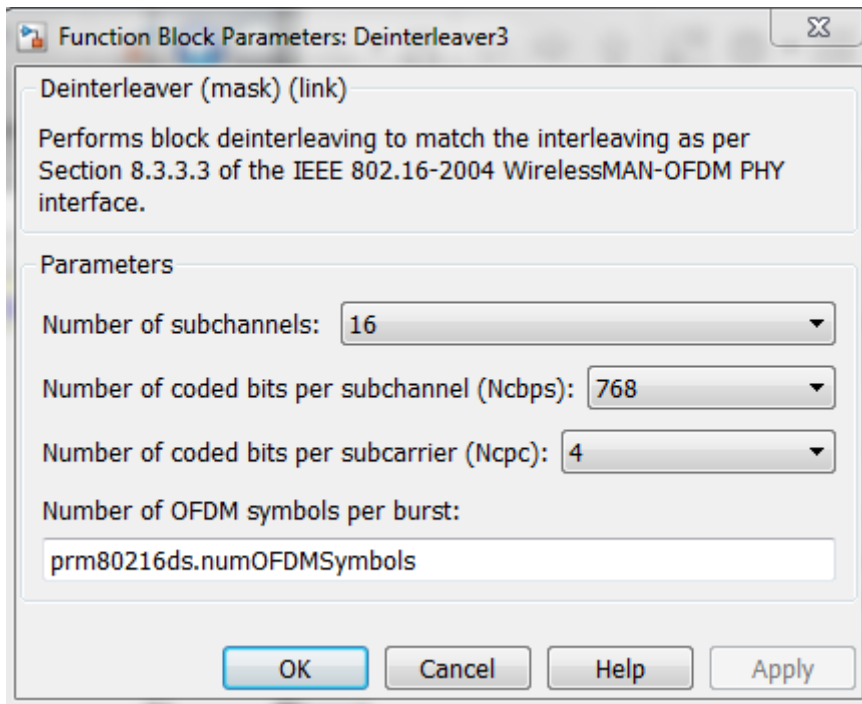 Function Block Parameters: Deinterleaver3
Deinterleaver (mask) (link)
Performs block deinterleaving to match the interleaving as per
Section 8.3.3.3 of the IEEE 802.16-2004 WirelessMAN-OFDM PHY
interface.
Parameters
Number of subchannels: 16
Number of coded bits per subchannel (Ncbps): 768
Number of coded bits per subcarrier (Ncpc): 4
Number of OFDM symbols per burst:
prm80216ds.numOFDMSymbols
OK Cancel Help Apply